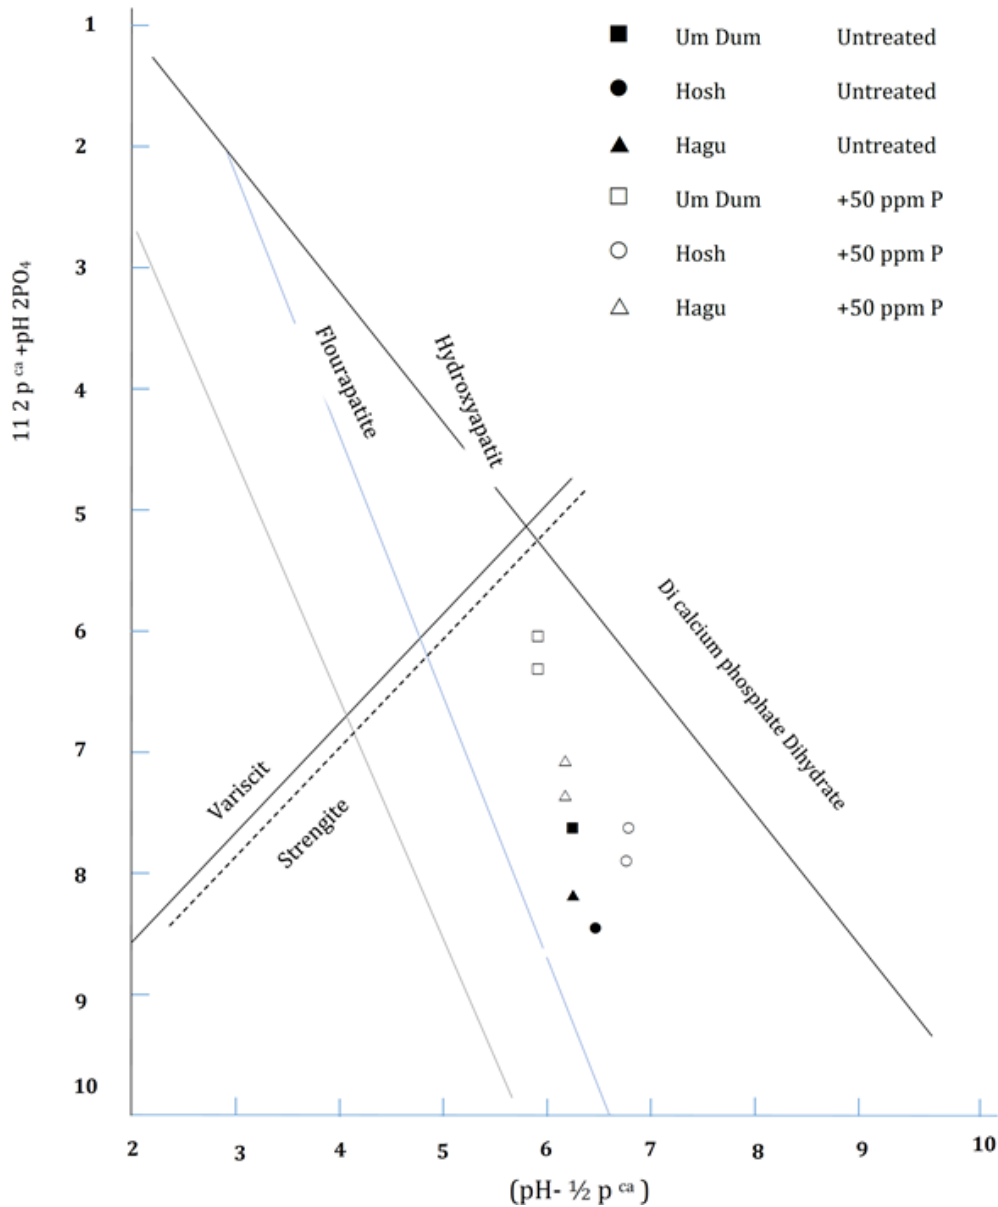 Um Dum Untreated
Hosh Untreated
Hagu Untreated
Um Dum +50 ppm P
Hosh +50 ppm P
Hagu +50 ppm P
11 2 p ca +pH 2PO₄
1
2
3
4
5
6
7
8
9
10
Flourapatite
Hydroxyapatit
Di calcium phosphate Dihydrate
Variscit
Strengite
2 3 4 5 6 7 8 9 10
(pH- ½ p ca )